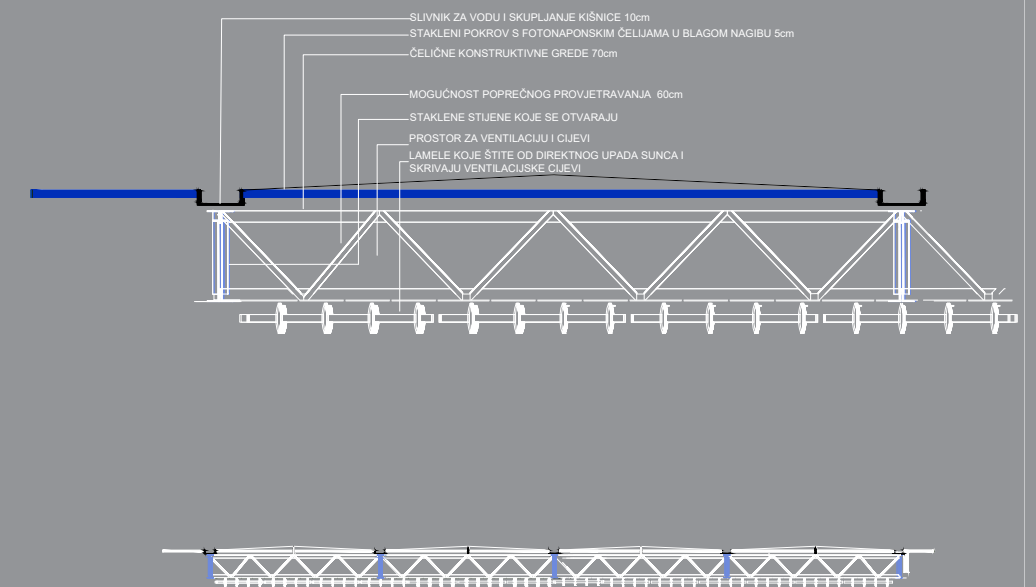 SLIVNIK ZA VODU I SKUPLJANJE KIŠNICE 10cm
STAKLENI POKROV S FOTONAPONSKIM ČELIJAMA U BLAGOM NAGIBU 5cm
ČELIČNE KONSTRUKTIVNE GREDE 70cm
MOGUĆNOST POPREČNOG PROVJETRAVANJA 60cm
STAKLENE STIJENE KOJE SE OTVARAJU
PROSTOR ZA VENTILACIJU I CIJEVI
LAMELE KOJE ŠTITE OD DIREKTNOG UPADA SUNCA I
SKRIVAJU VENTILACIJSKE CIJEVI